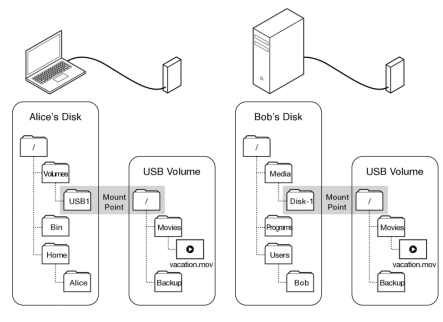 Alice's Disk
/
Volumes
USB1
Bin
Home
Alice
Mount
Point
USB Volume
/
Movies
vacation.mov
Backup
Bob's Disk
/
Media
Disk-1
Programs
Users
Bob
Mount
Point
USB Volume
/
Movies
vacation.mov
Backup